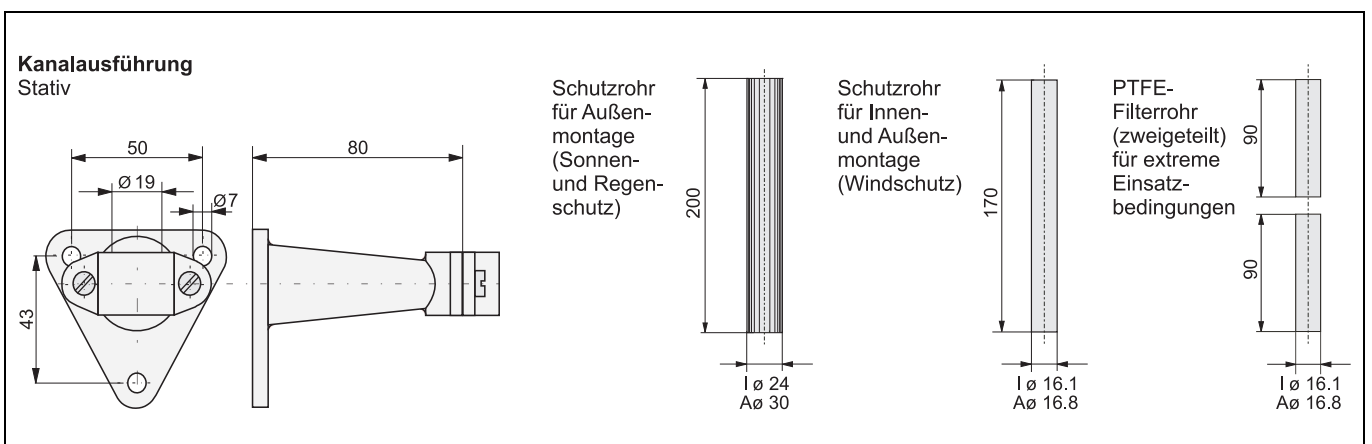 Kanalausführung
Stativ
50
Ø 19
Ø7
43
80
Schutzrohr
für Außen-
montage
(Sonnen-
und Regen-
schutz)
200
I ø 24
Aø 30
Schutzrohr
für Innen-
und Außen-
montage
(Windschutz)
170
I ø 16.1
Aø 16.8
PTFE-
Filterrohr
(zweigeteilt)
für extreme
Einsatz-
bedingungen
90
90
I ø 16.1
Aø 16.8